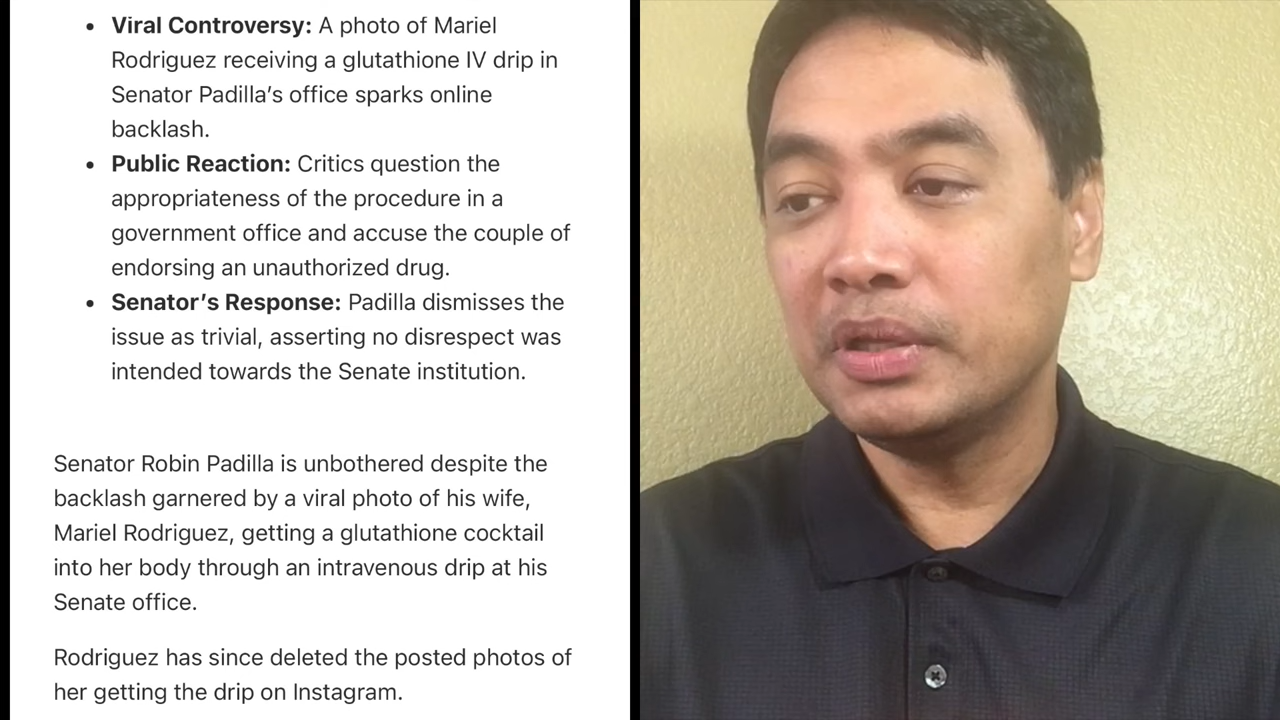 • Viral Controversy: A photo of Mariel
Rodriguez receiving a glutathione IV drip in
Senator Padilla’s office sparks online
backlash.
• Public Reaction: Critics question the
appropriateness of the procedure in a
government office and accuse the couple of
endorsing an unauthorized drug.
• Senator’s Response: Padilla dismisses the
issue as trivial, asserting no disrespect was
intended towards the Senate institution.
Senator Robin Padilla is unbothered despite the
backlash garnered by a viral photo of his wife,
Mariel Rodriguez, getting a glutathione cocktail
into her body through an intravenous drip at his
Senate office.
Rodriguez has since deleted the posted photos of
her getting the drip on Instagram.